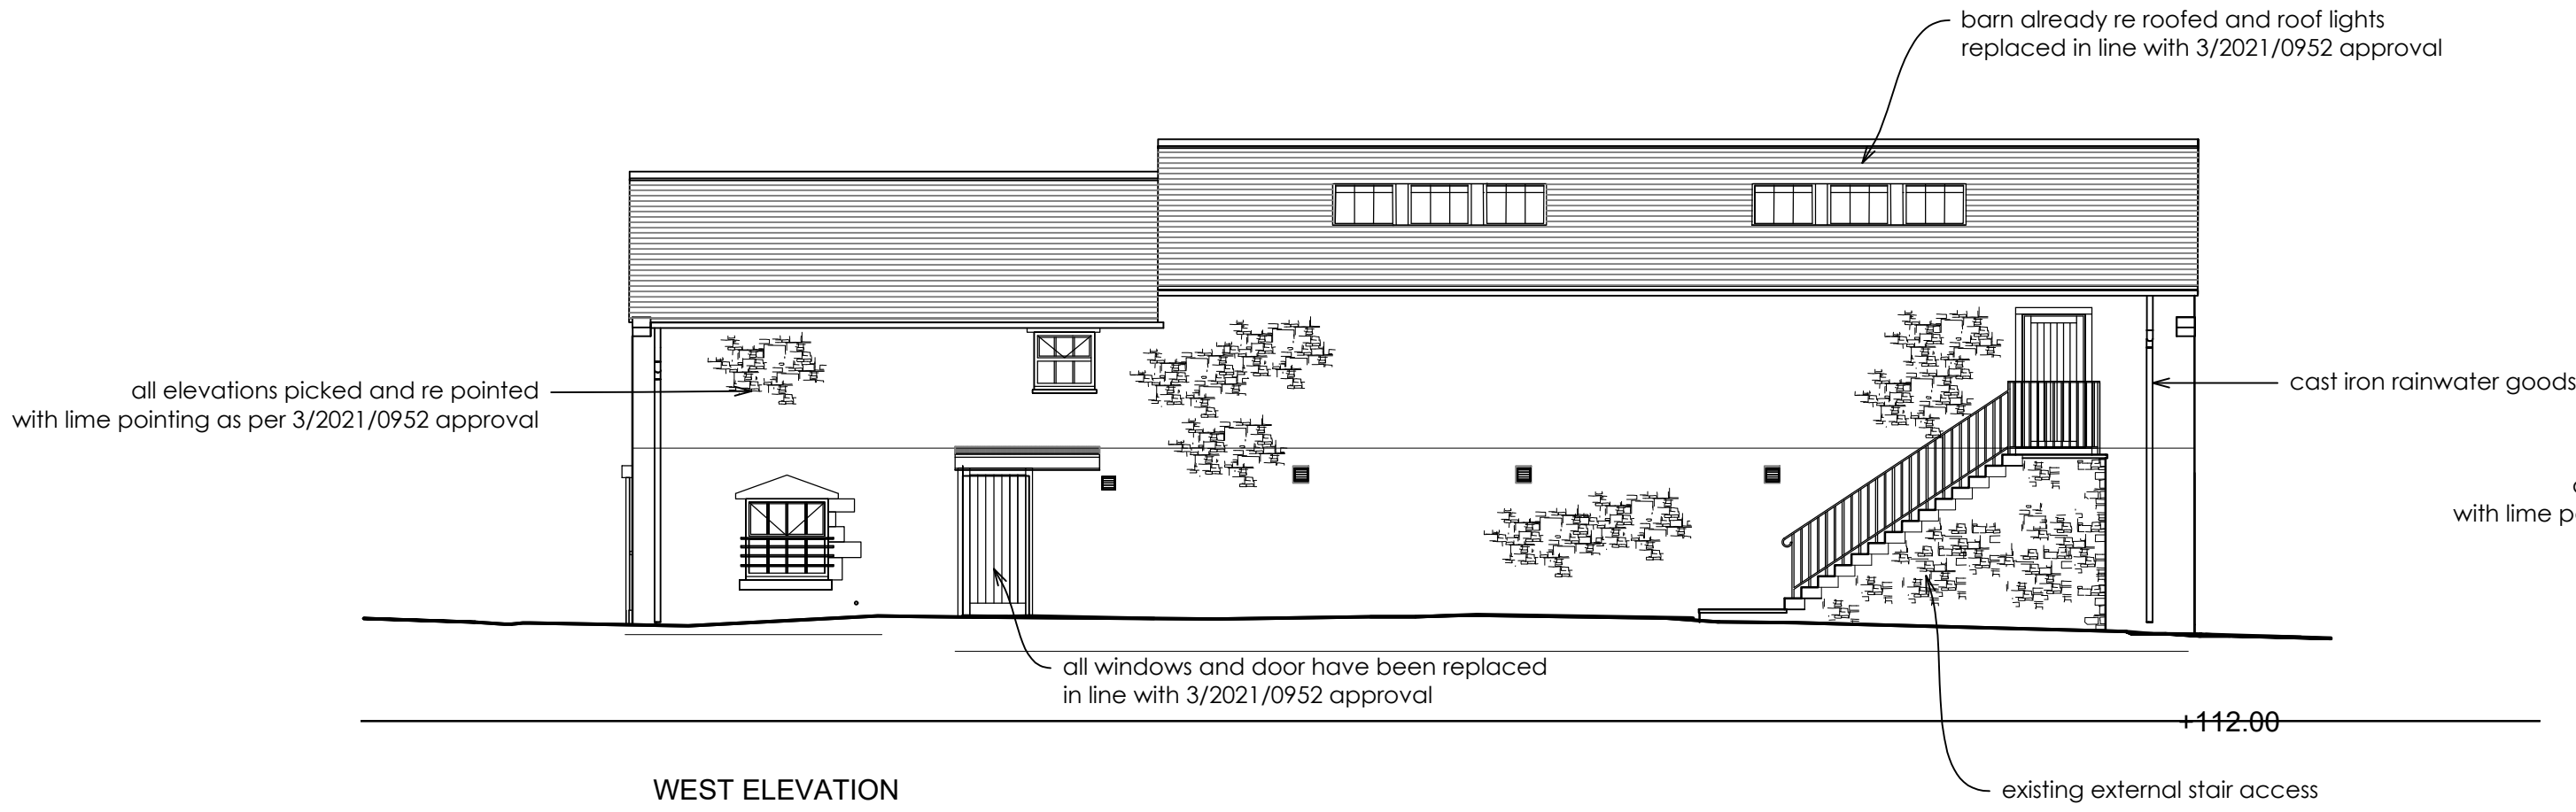 barn already re roofed and roof lights
replaced in line with 3/2021/0952 approval
all elevations picked and re pointed
with lime pointing as per 3/2021/0952 approval
cast iron rainwater goods
with lime p
all windows and door have been replaced
in line with 3/2021/0952 approval
+112.00
WEST ELEVATION
existing external stair access